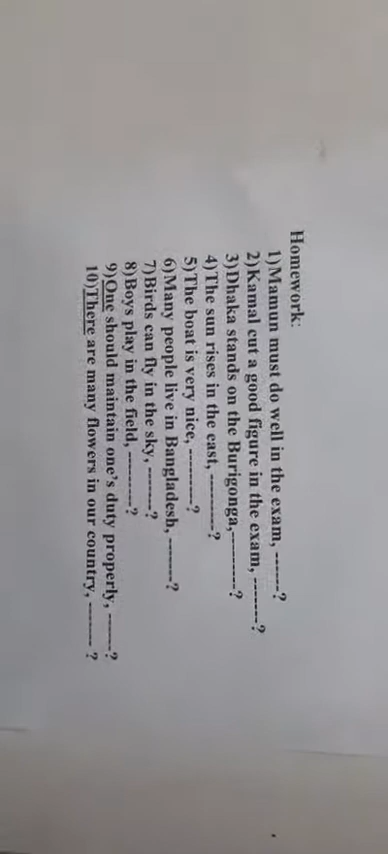 Homework:
1)Mamun must do well in the exam, ------?
2)Kamal cut a good figure in the exam, -------?
3)Dhaka stands on the Burigonga,-------?
4)The sun rises in the east, --------?
5)The boat is very nice, --------?
6)Many people live in Bangladesh, ------?
7)Birds can fly in the sky, ------?
8)Boys play in the field, --------?
9)One should maintain one's duty properly, -----?
10)There are many flowers in our country, ------ ?